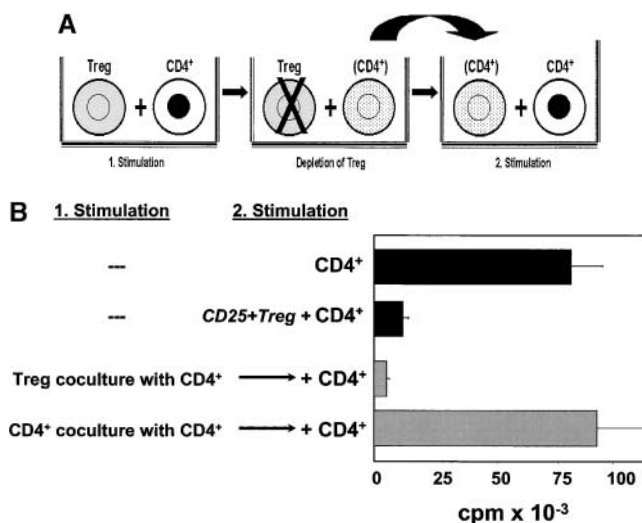 A
Treg CD4⁺ Treg (CD4⁺) (CD4⁺) CD4⁺
+ + +
1. Stimulation Depletion of Treg 2. Stimulation
B 1. Stimulation 2. Stimulation
--- CD4⁺
--- CD25+Treg + CD4⁺
Treg coculture with CD4⁺ + CD4⁺
CD4⁺ coculture with CD4⁺ + CD4⁺
0 25 50 75 100
cpm x 10⁻³